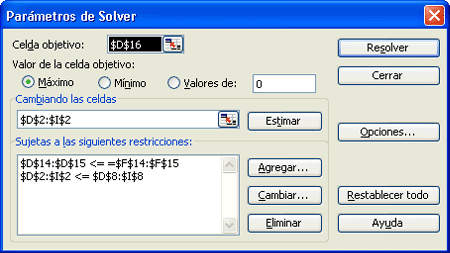 Parámetros de Solver
Celda objetivo: $D$16 Resolver
Valor de la celda objetivo: Cerrar
Máximo Mínimo Valores de: 0
Cambiando las celdas
$D$2:$I$2 Estimar Opciones...
Sujetas a las siguientes restricciones:
$D$14:$D$15 <= =$F$14:$F$15 Agregar...
$D$2:$I$2 <= $D$8:$I$8
Cambiar... Restablecer todo
Eliminar Ayuda